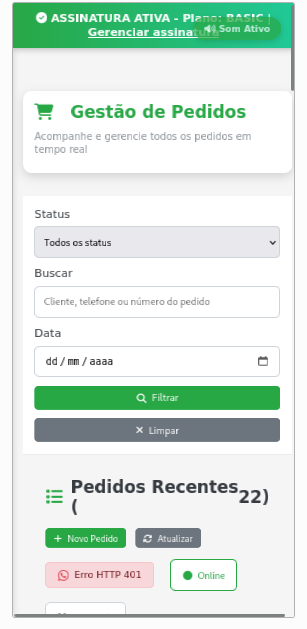 ASSINATURA ATIVA - Plano: BASIC |
Gerenciar assinatura
Som Ativo
Gestão de Pedidos
Acompanhe e gerencie todos os pedidos em
tempo real
Status
Todos os status
Buscar
Cliente, telefone ou número do pedido
Data
dd/mm/aaaa
Filtrar
Limpar
Pedidos Recentes
(
22)
Novo Pedido
Atualizar
Erro HTTP 401
Online